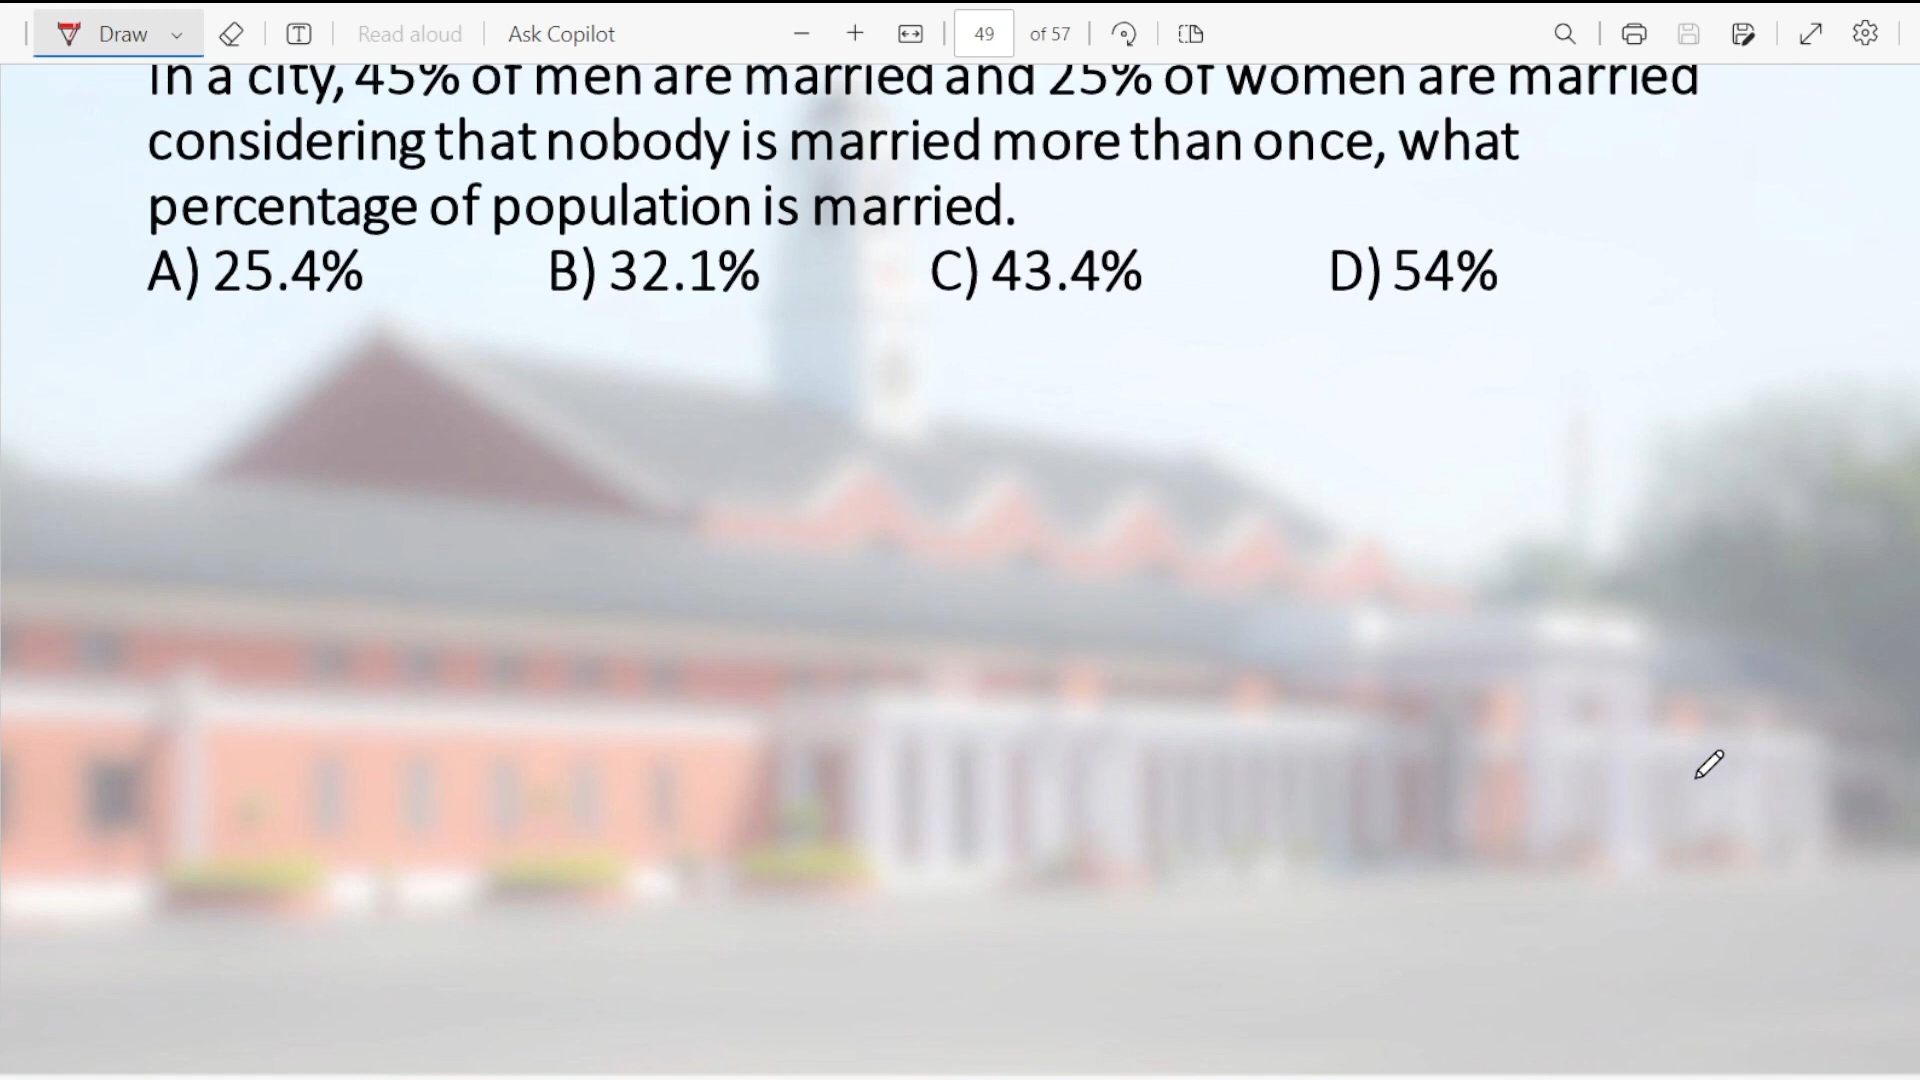 Draw
Read aloud
Ask Copilot
49 of 57
In a city, 45% of men are married and 25% of women are married
considering that nobody is married more than once, what
percentage of population is married.
A) 25.4% B) 32.1% C) 43.4% D) 54%